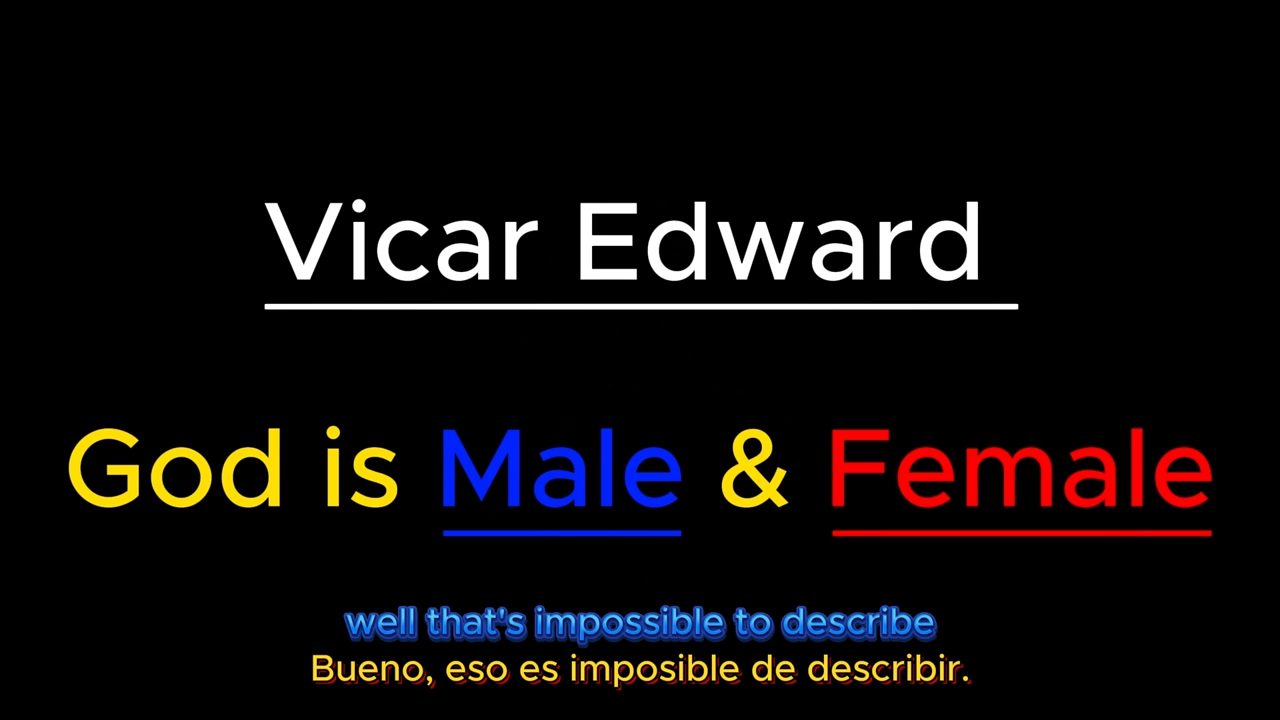 Vicar Edward
God is Male & Female
well that's impossible to describe
Bueno, eso es imposible de describir.